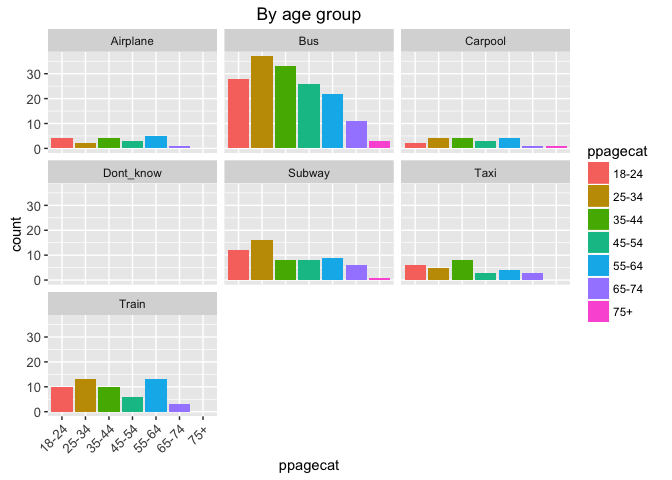 By age group
Airplane Bus Carpool
30
20
10
0
Dont_know Subway Taxi
30
20
10
0
Train
30
20
10
0
18-24 25-34 35-44 45-54 55-64 65-74 75+
ppagecat
count
ppagecat
18-24
25-34
35-44
45-54
55-64
65-74
75+